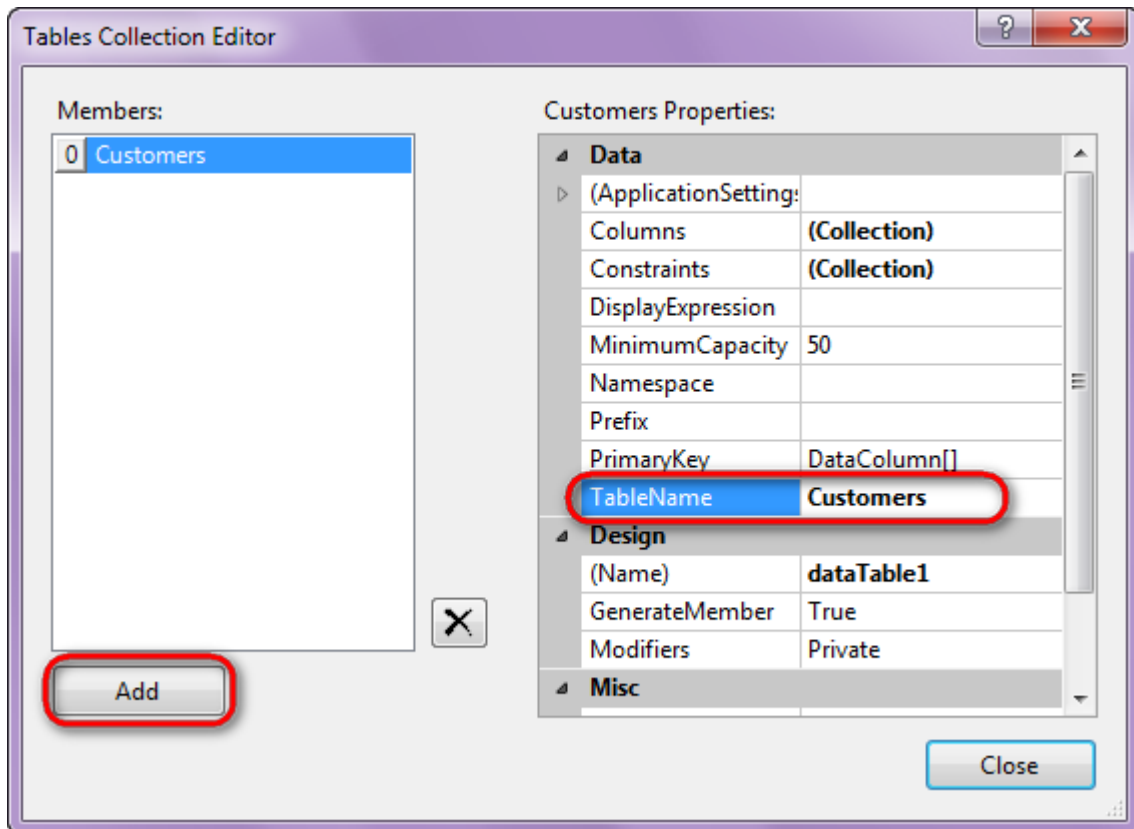 Tables Collection Editor
Members:
0 Customers
Add
Customers Properties:
Data
(ApplicationSettings
Columns (Collection)
Constraints (Collection)
DisplayExpression
MinimumCapacity 50
Namespace
Prefix
PrimaryKey DataColumn[]
TableName Customers
Design
(Name) dataTable1
GenerateMember True
Modifiers Private
Misc
Close